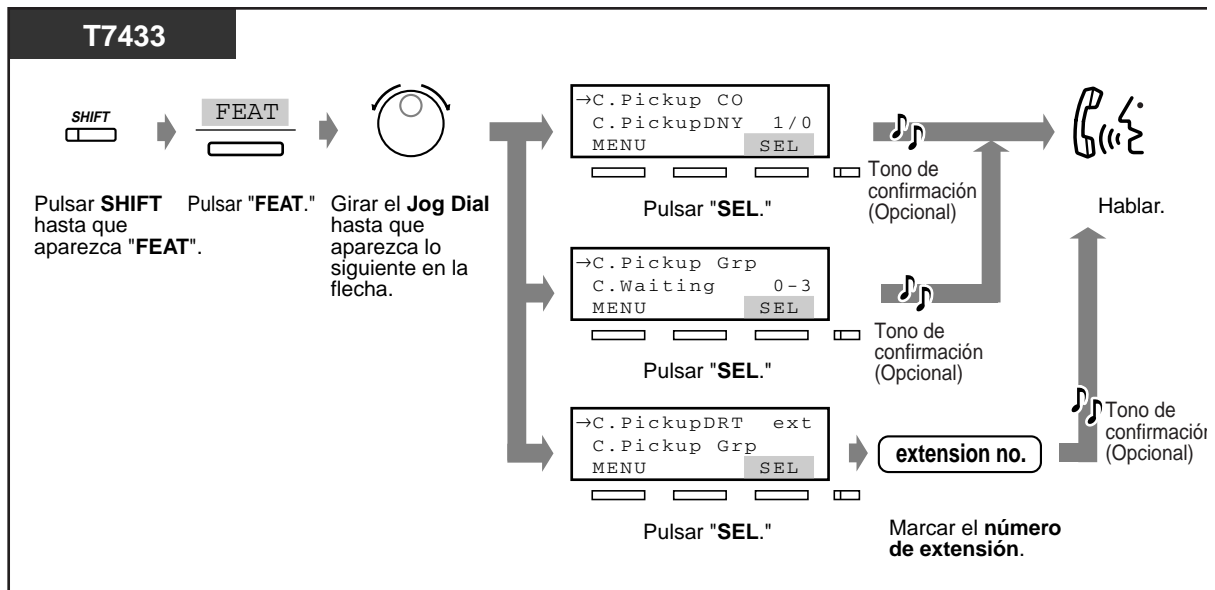 T7433
SHIFT
FEAT
Pulsar SHIFT
hasta que
aparezca "FEAT".
Pulsar "FEAT."
Girar el Jog Dial
hasta que
aparezca lo
siguiente en la
flecha.
→C.Pickup CO
C.PickupDNY 1/0
MENU SEL
Pulsar "SEL."
Tono de
confirmación
(Opcional)
Hablar.
→C.Pickup Grp
C.Waiting 0-3
MENU SEL
Pulsar "SEL."
Tono de
confirmación
(Opcional)
→C.PickupDRT ext
C.Pickup Grp
MENU SEL
Pulsar "SEL."
extension no.
Marcar el número
de extensión.
Tono de
confirmación
(Opcional)